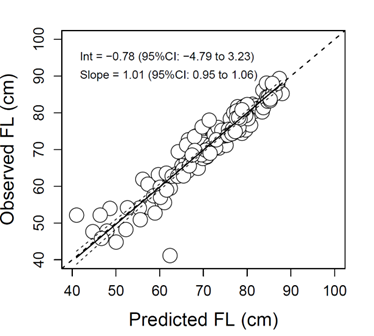 Int = −0.78 (95%CI: −4.79 to 3.23)
Slope = 1.01 (95%CI: 0.95 to 1.06)
Observed FL (cm)
100
90
80
70
60
50
40
40 50 60 70 80 90 100
Predicted FL (cm)